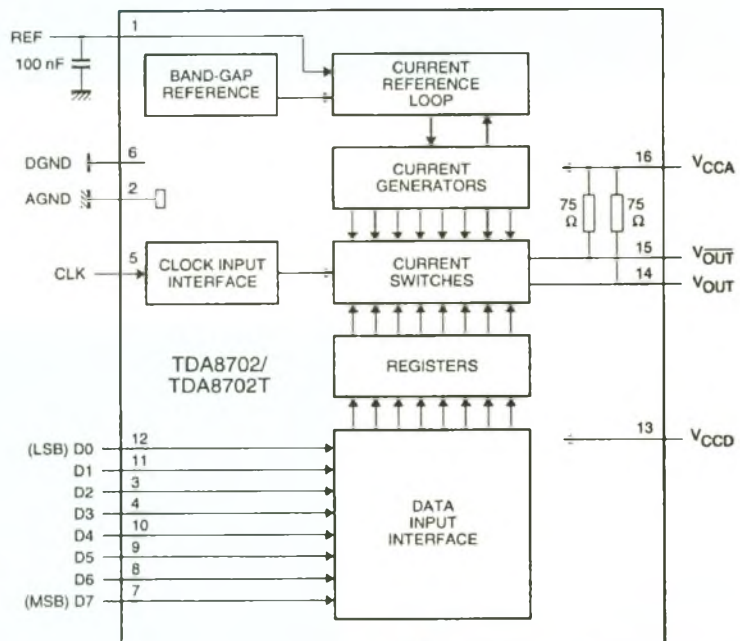 REF
1
100 nF
BAND-GAP
REFERENCE
CURRENT
REFERENCE
LOOP
DGND
6
AGND
2
CURRENT
GENERATORS
16
VCCA
75
Ω
75
Ω
15
VOUT
14
VOUT
CLK
5
CLOCK INPUT
INTERFACE
CURRENT
SWITCHES
TDA8702/
TDA8702T
REGISTERS
13
VCCD
(LSB) D0
12
D1
11
D2
3
D3
4
D4
10
D5
9
D6
8
(MSB) D7
7
DATA
INPUT
INTERFACE